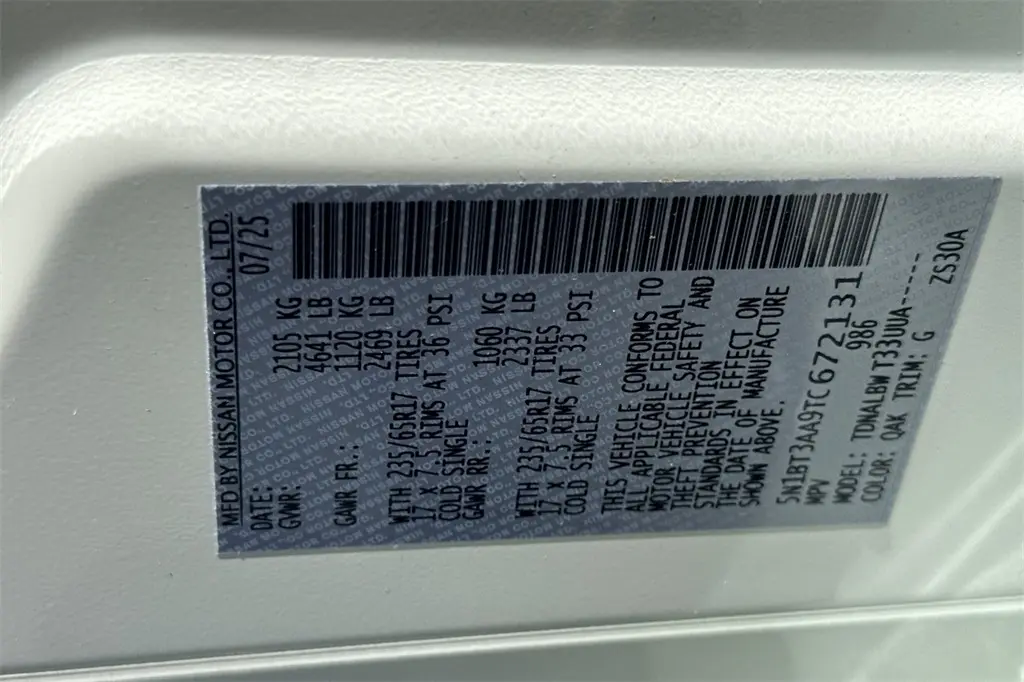 MFD BY NISSAN MOTOR CO., LTD.
DATE: 07/25
GVWR: 2105 KG
4641 LB
GAWR FR.: 1120 KG
2469 LB
WITH 235/65R17 TIRES
17 X 7.5 RIMS AT 36 PSI
COLD SINGLE
GAWR RR.: 1060 KG
2337 LB
WITH 235/65R17 TIRES
17 X 7.5 RIMS AT 33 PSI
COLD SINGLE
THIS VEHICLE CONFORMS TO
ALL APPLICABLE FEDERAL
MOTOR VEHICLE SAFETY AND
THEFT PREVENTION
STANDARDS IN EFFECT ON
THE DATE OF MANUFACTURE
SHOWN ABOVE.
5N1BT3AA9TC672131
MPV 986
MODEL: TDNALBW T33UUA-----
COLOR: QAK TRIM: G ZS30A